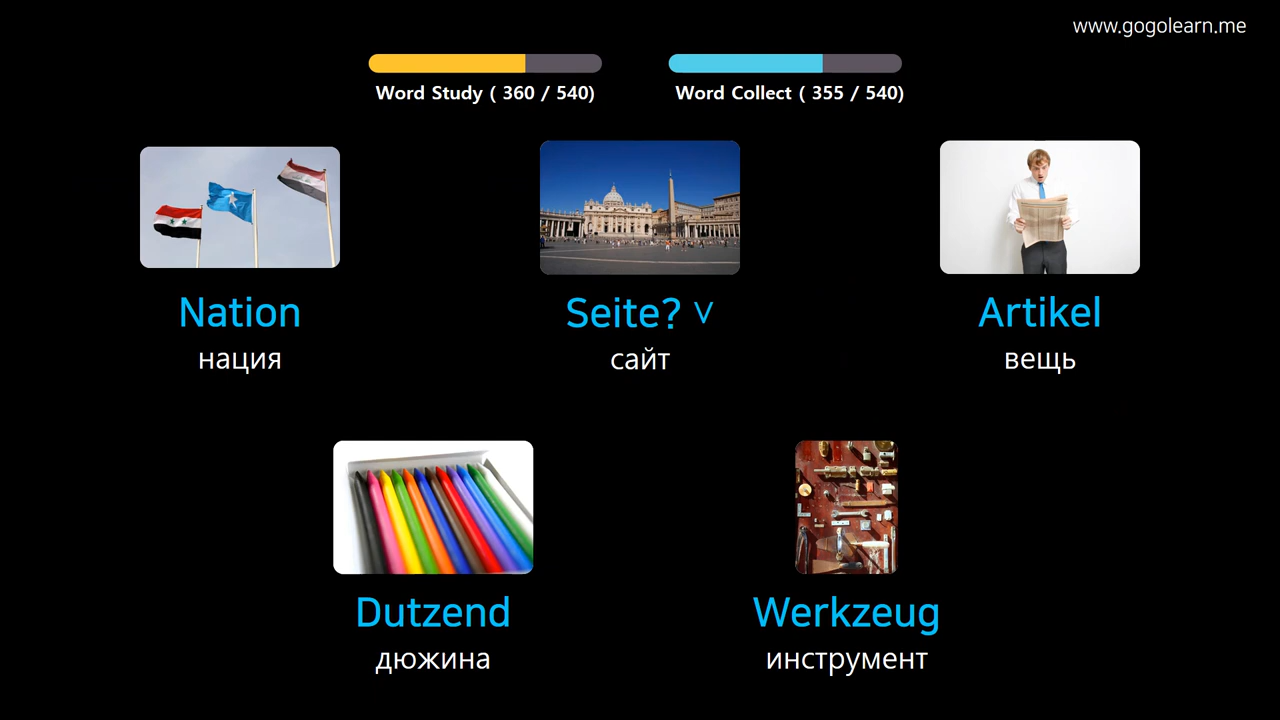 www.gogolearn.me
Word Study ( 360 / 540)
Word Collect ( 355 / 540)
Nation
нация
Seite? ∨
сайт
Artikel
вещь
Dutzend
дюжина
Werkzeug
инструмент